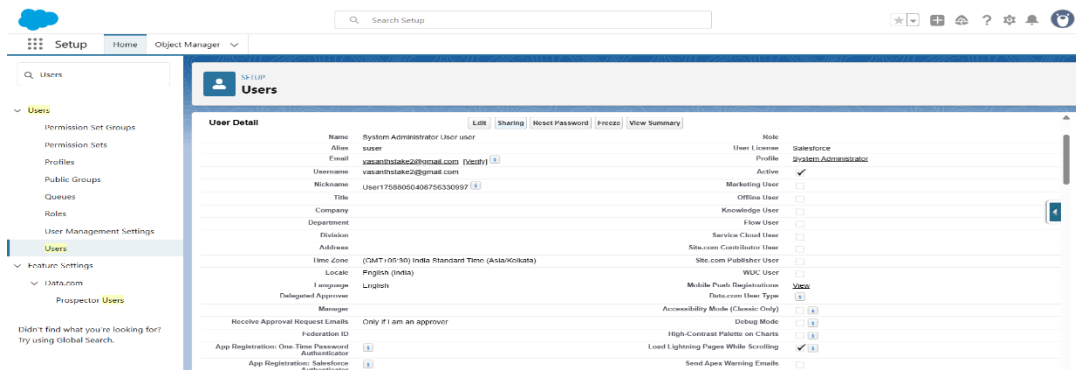 Search Setup
Setup Home Object Manager
Users
SETUP
Users
Users
Permission Set Groups
Permission Sets
Profiles
Public Groups
Queues
Roles
User Management Settings
Users
Feature Settings
Data.com
Prospector Users
Didn't find what you're looking for?
Try using Global Search.
User Detail Edit Sharing Reset Password Freeze View Summary
Name System Administrator User user Role
Alias suser User License Salesforce
Email vasanthstake2@gmail.com [Verify] i Profile System Administrator
Username vasanthstake2@gmail.com Active ✓
Nickname User17588050408756330997 i Marketing User
Title Offline User
Company Knowledge User
Department Flow User
Division Service Cloud User
Address Site.com Contributor User
Time Zone (GMT+05:30) India Standard Time (Asia/Kolkata) Site.com Publisher User
Locale English (India) WDC User
Language English Mobile Push Registrations View
Delegated Approver Data.com User Type i
Manager Accessibility Mode (Classic Only) i
Receive Approval Request Emails Only if I am an approver Debug Mode i
Federation ID High-Contrast Palette on Charts i
App Registration: One-Time Password Authenticator i Load Lightning Pages While Scrolling ✓ i
App Registration: Salesforce Authenticator i Send Apex Warning Emails